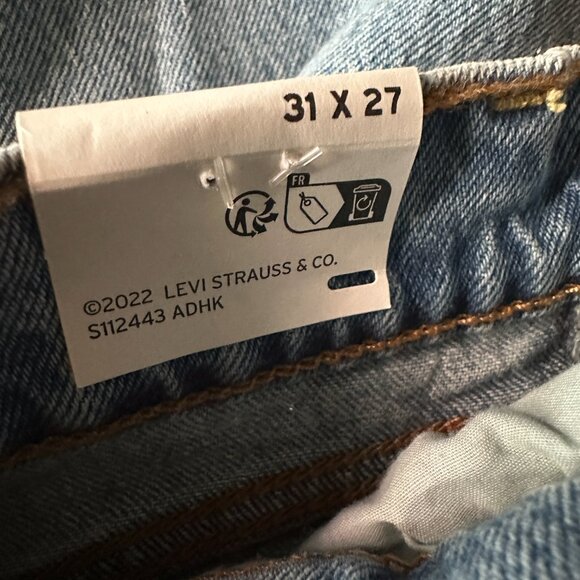 31 X 27
FR
©2022 LEVI STRAUSS & CO.
S112443 ADHK